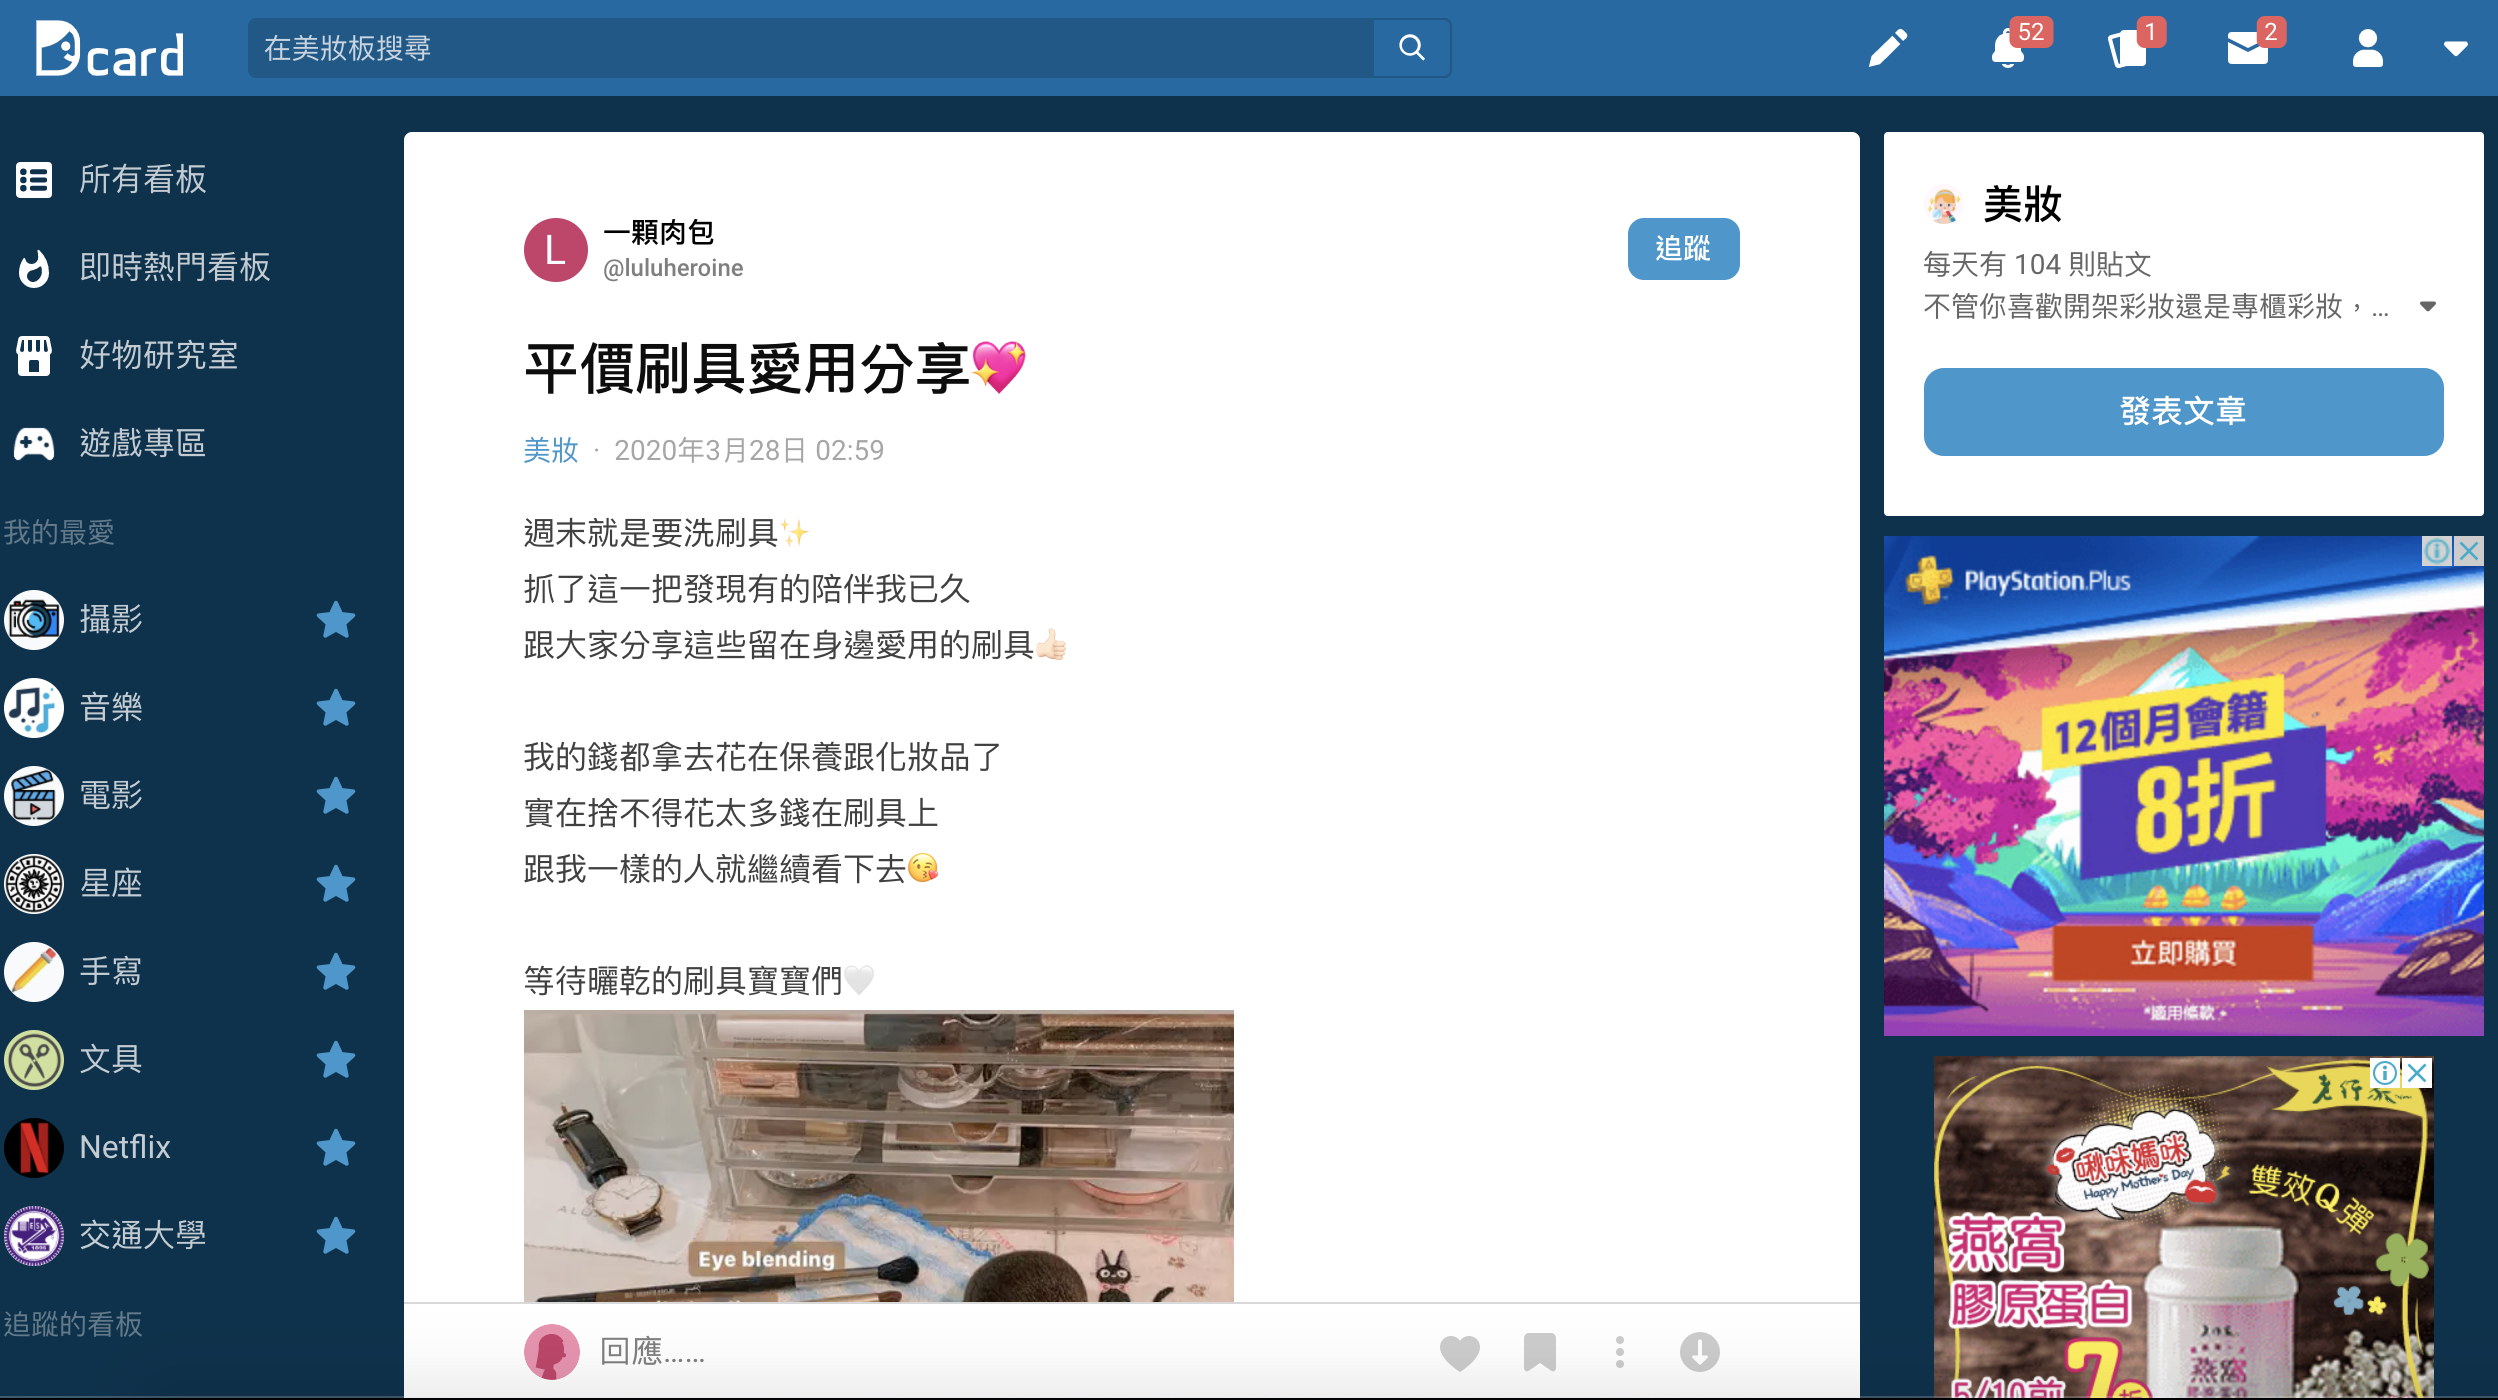 Dcard
在美妝板搜尋
52
1
2
所有看板
即時熱門看板
好物研究室
遊戲專區
我的最愛
攝影
音樂
電影
星座
手寫
文具
Netflix
交通大學
追蹤的看板
L
一顆肉包
@luluheroine
追蹤
平價刷具愛用分享💖
美妝 · 2020年3月28日 02:59
週末就是要洗刷具✨
抓了這一把發現有的陪伴我已久
跟大家分享這些留在身邊愛用的刷具👍🏻
我的錢都拿去花在保養跟化妝品了
實在捨不得花太多錢在刷具上
跟我一樣的人就繼續看下去😘
等待曬乾的刷具寶寶們🤍
Eye blending
回應......
美妝
每天有 104 則貼文
不管你喜歡開架彩妝還是專櫃彩妝，...
發表文章
PlayStation.Plus
12個月會籍
8折
立即購買
*適用條款。
老行家
啾咪媽咪
Happy Mother's Day
雙效Q彈
燕窩
膠原蛋白
7折
5/10前